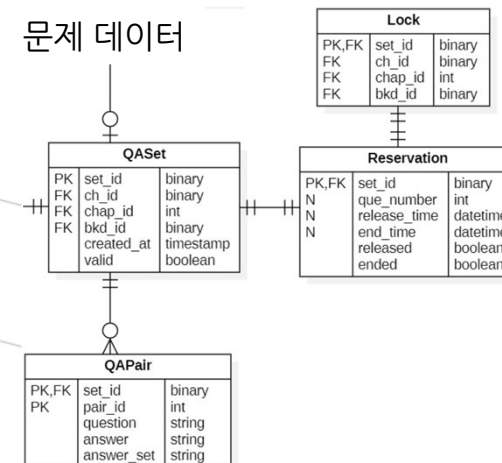 문제 데이터
Lock
PK,FK set_id binary
FK ch_id binary
FK chap_id int
FK bkd_id binary
QASet
PK set_id binary
FK ch_id binary
FK chap_id int
FK bkd_id binary
created_at timestamp
valid boolean
Reservation
PK,FK set_id binary
N que_number int
N release_time datetime
N end_time datetime
released boolean
ended boolean
QAPair
PK,FK set_id binary
PK pair_id int
question string
answer string
answer_set string